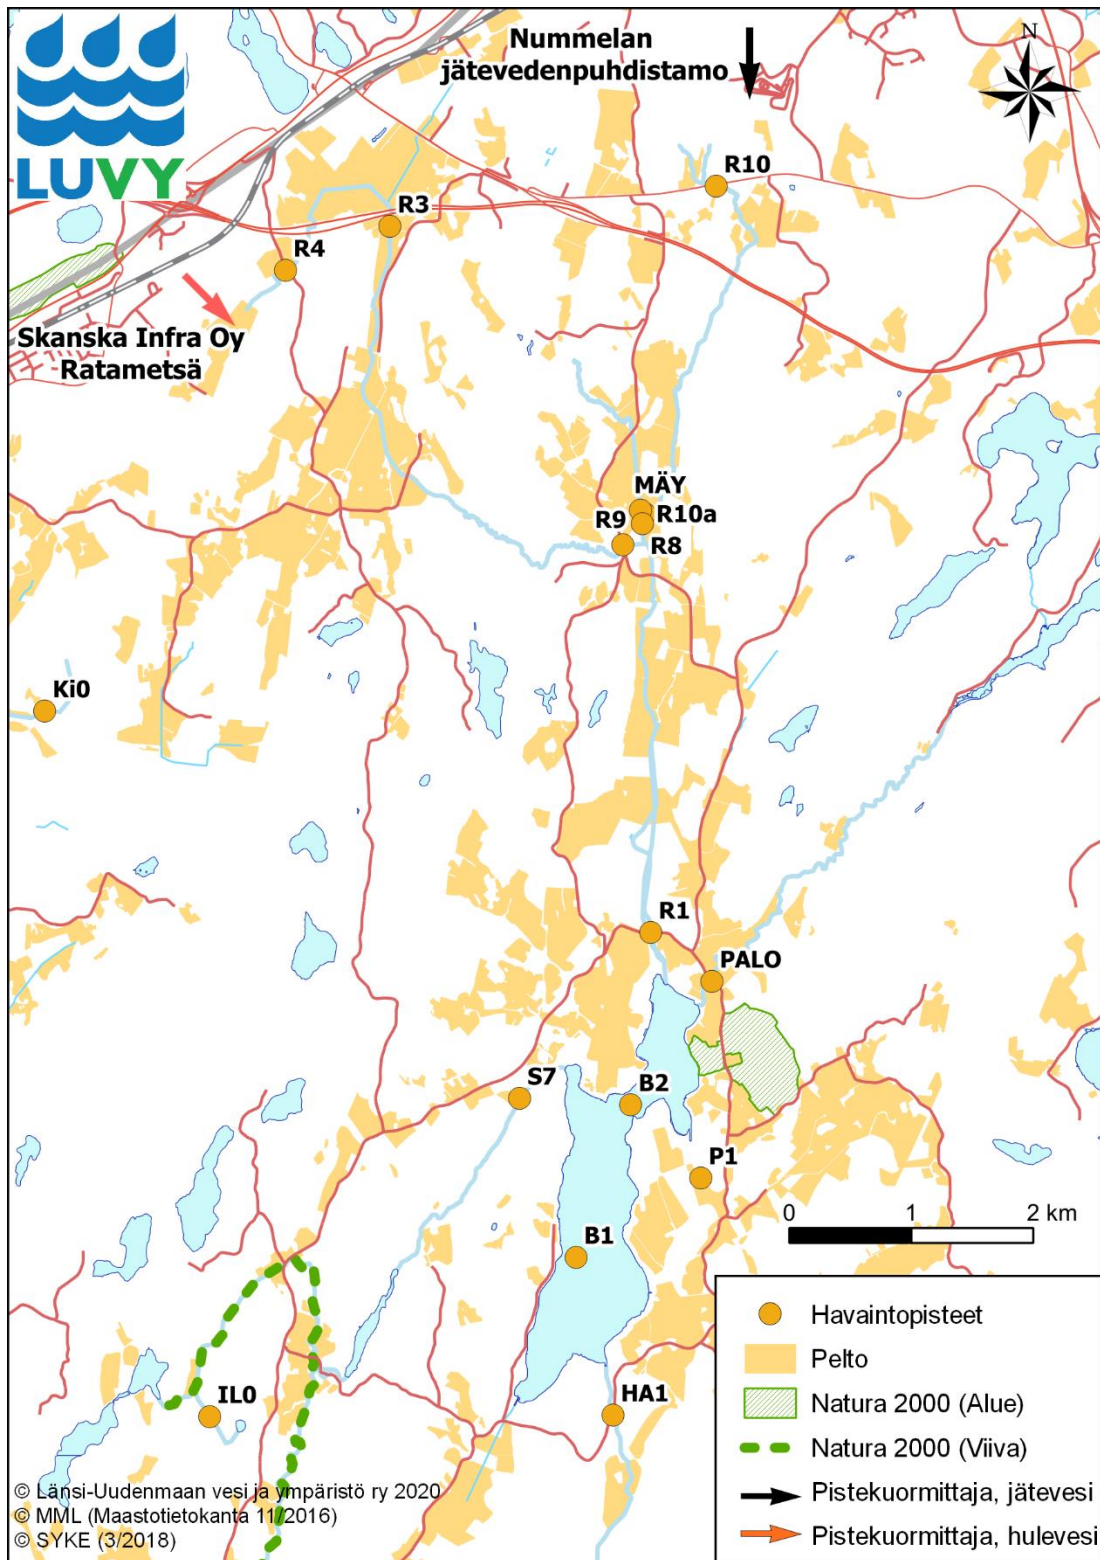 LUVY
Nummelan
jätevedenpuhdistamo
N
R10
R3
R4
Skanska Infra Oy
Ratametsä
MÄY
R10a
R9
R8
Ki0
R1
PALO
S7
B2
P1
0 1 2 km
B1
Havaintopisteet
Pelto
IL0
HA1
Natura 2000 (Alue)
Natura 2000 (Viiva)
Pistekuormittaja, jätevesi
Pistekuormittaja, hulevesi
© Länsi-Uudenmaan vesi ja ympäristö ry 2020
© MML (Maastotietokanta 11/2016)
© SYKE (3/2018)